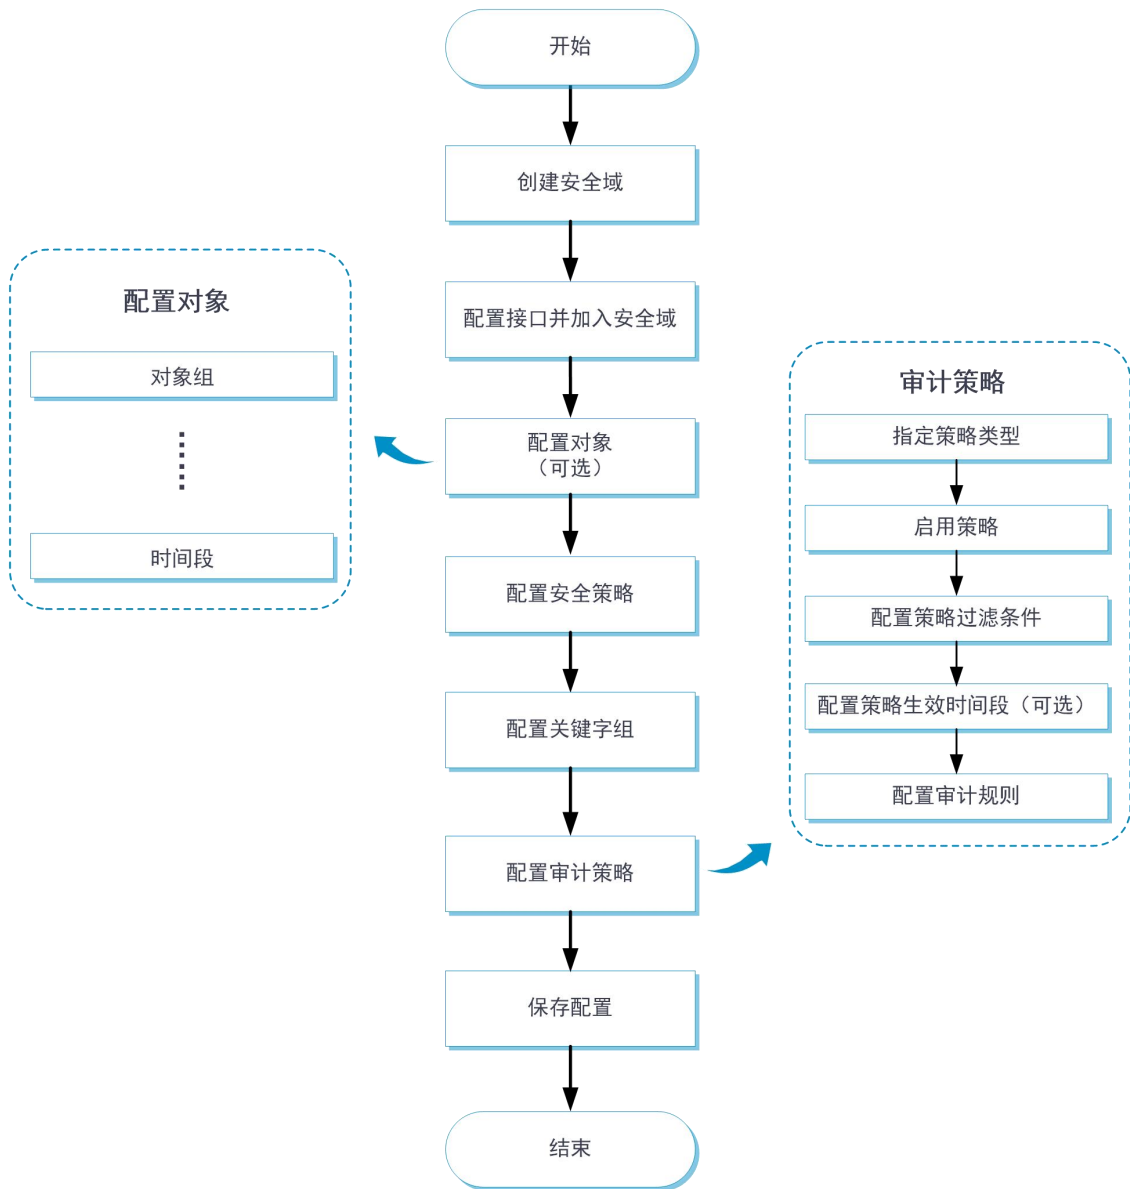 开始
创建安全域
配置接口并加入安全域
配置对象
（可选）
配置安全策略
配置关键字组
配置审计策略
保存配置
结束
配置对象
对象组
时间段
审计策略
指定策略类型
启用策略
配置策略过滤条件
配置策略生效时间段（可选）
配置审计规则